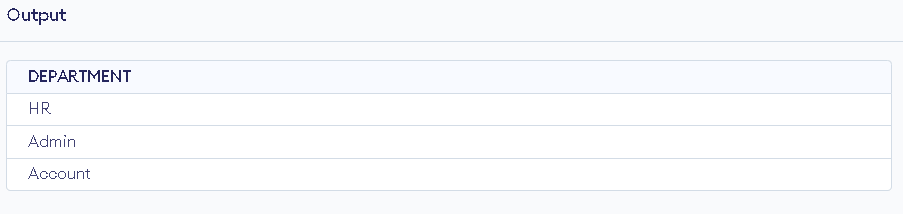 Output
DEPARTMENT
HR
Admin
Account